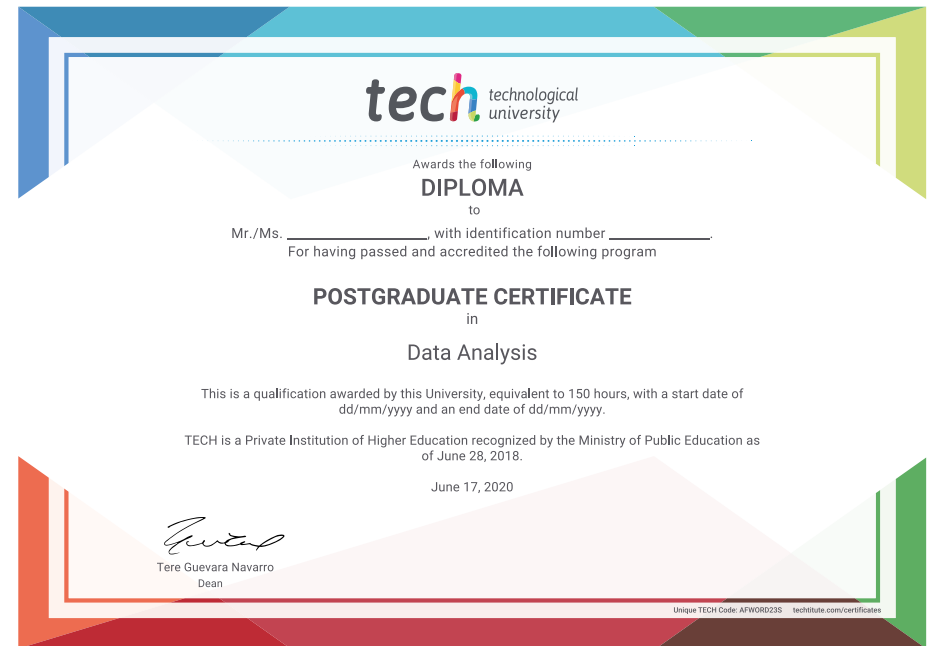 tech technological
university
Awards the following
DIPLOMA
to
Mr./Ms. ____________________, with identification number ______________.
For having passed and accredited the following program
POSTGRADUATE CERTIFICATE
in
Data Analysis
This is a qualification awarded by this University, equivalent to 150 hours, with a start date of
dd/mm/yyyy and an end date of dd/mm/yyyy.
TECH is a Private Institution of Higher Education recognized by the Ministry of Public Education as
of June 28, 2018.
June 17, 2020
Tere Guevara Navarro
Dean
Unique TECH Code: AFWORD23S techtitute.com/certificates